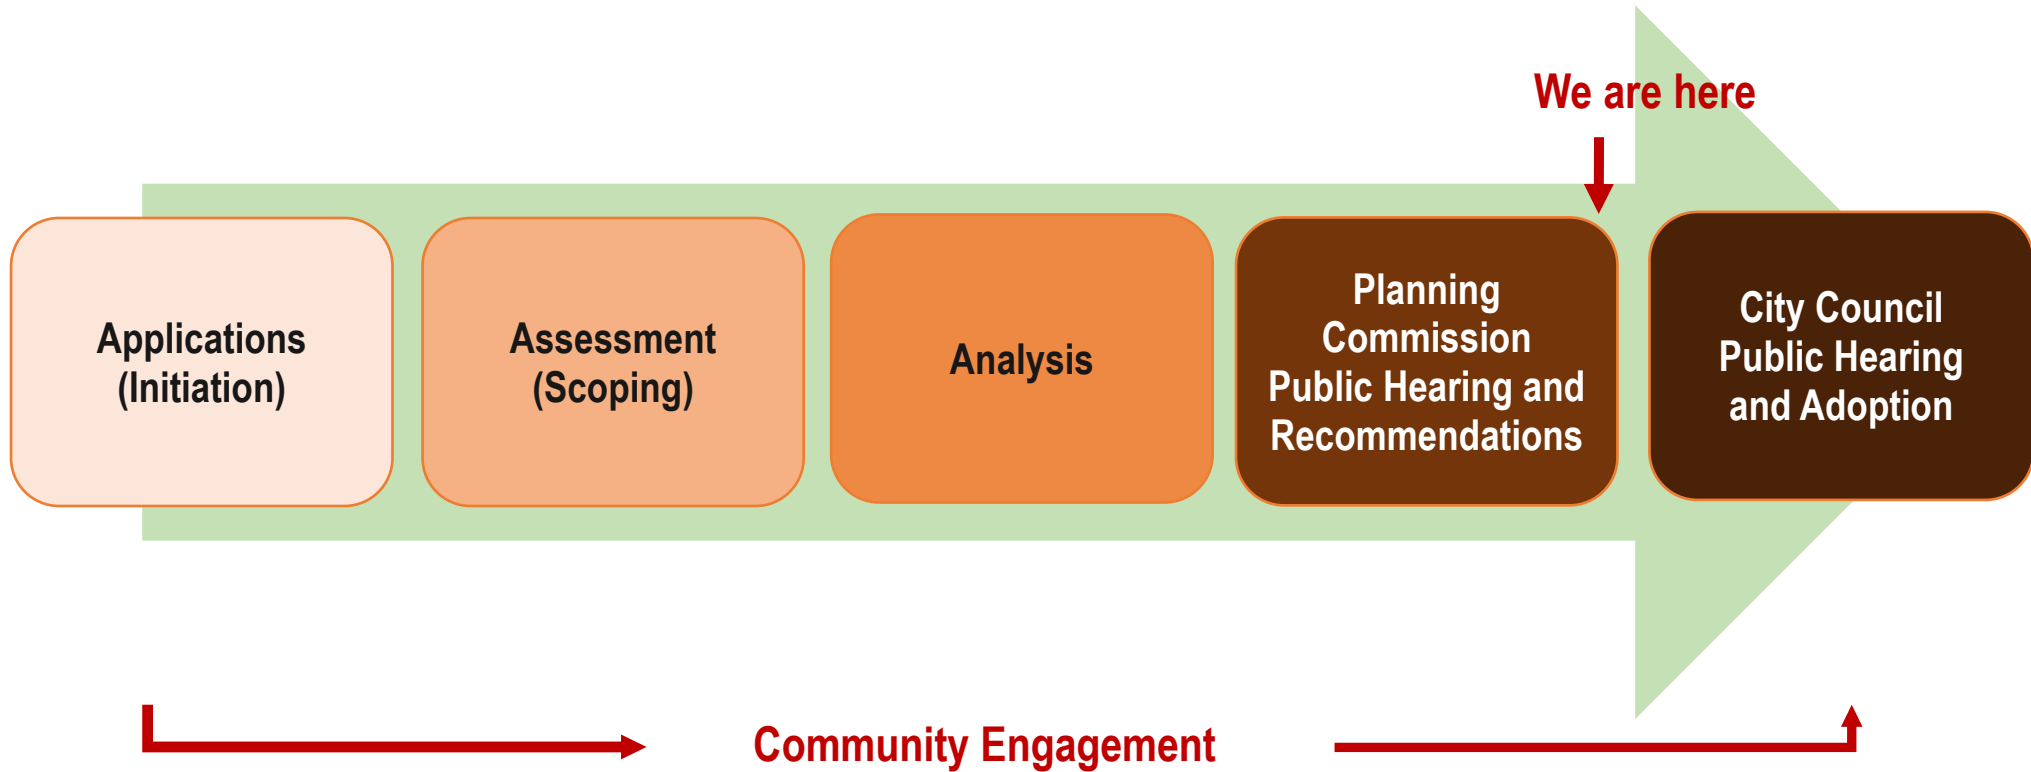 We are here
Applications
(Initiation)
Assessment
(Scoping)
Analysis
Planning
Commission
Public Hearing and
Recommendations
City Council
Public Hearing
and Adoption
Community Engagement